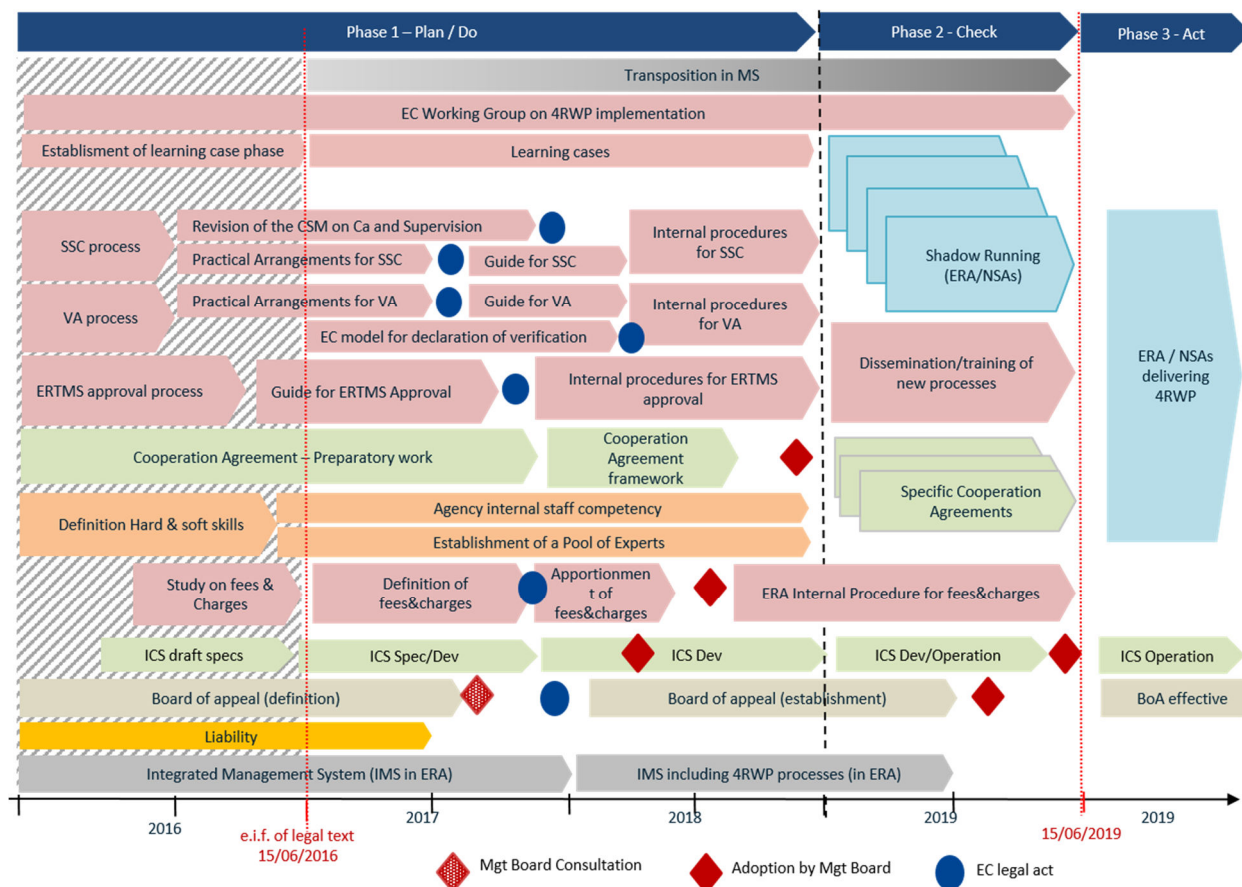 Phase 1 – Plan / Do
Phase 2 - Check
Phase 3 - Act
Transposition in MS
EC Working Group on 4RWP implementation
Establisment of learning case phase
Learning cases
SSC process
Revision of the CSM on Ca and Supervision
Practical Arrangements for SSC
Guide for SSC
Internal procedures
for SSC
Shadow Running
(ERA/NSAs)
VA process
Practical Arrangements for VA
Guide for VA
Internal procedures
for VA
EC model for declaration of verification
ERTMS approval process
Guide for ERTMS Approval
Internal procedures for ERTMS
approval
Dissemination/training of
new processes
ERA / NSAs
delivering
4RWP
Cooperation Agreement – Preparatory work
Cooperation
Agreement
framework
Specific Cooperation
Agreements
Definition Hard & soft skills
Agency internal staff competency
Establishment of a Pool of Experts
Study on fees &
Charges
Definition of
fees&charges
Apportionmen
t of
fees&charges
ERA Internal Procedure for fees&charges
ICS draft specs
ICS Spec/Dev
ICS Dev
ICS Dev/Operation
ICS Operation
Board of appeal (definition)
Board of appeal (establishment)
BoA effective
Liability
Integrated Management System (IMS in ERA)
IMS including 4RWP processes (in ERA)
2016
2017
2018
2019
2019
e.i.f. of legal text
15/06/2016
15/06/2019
Mgt Board Consultation
Adoption by Mgt Board
EC legal act